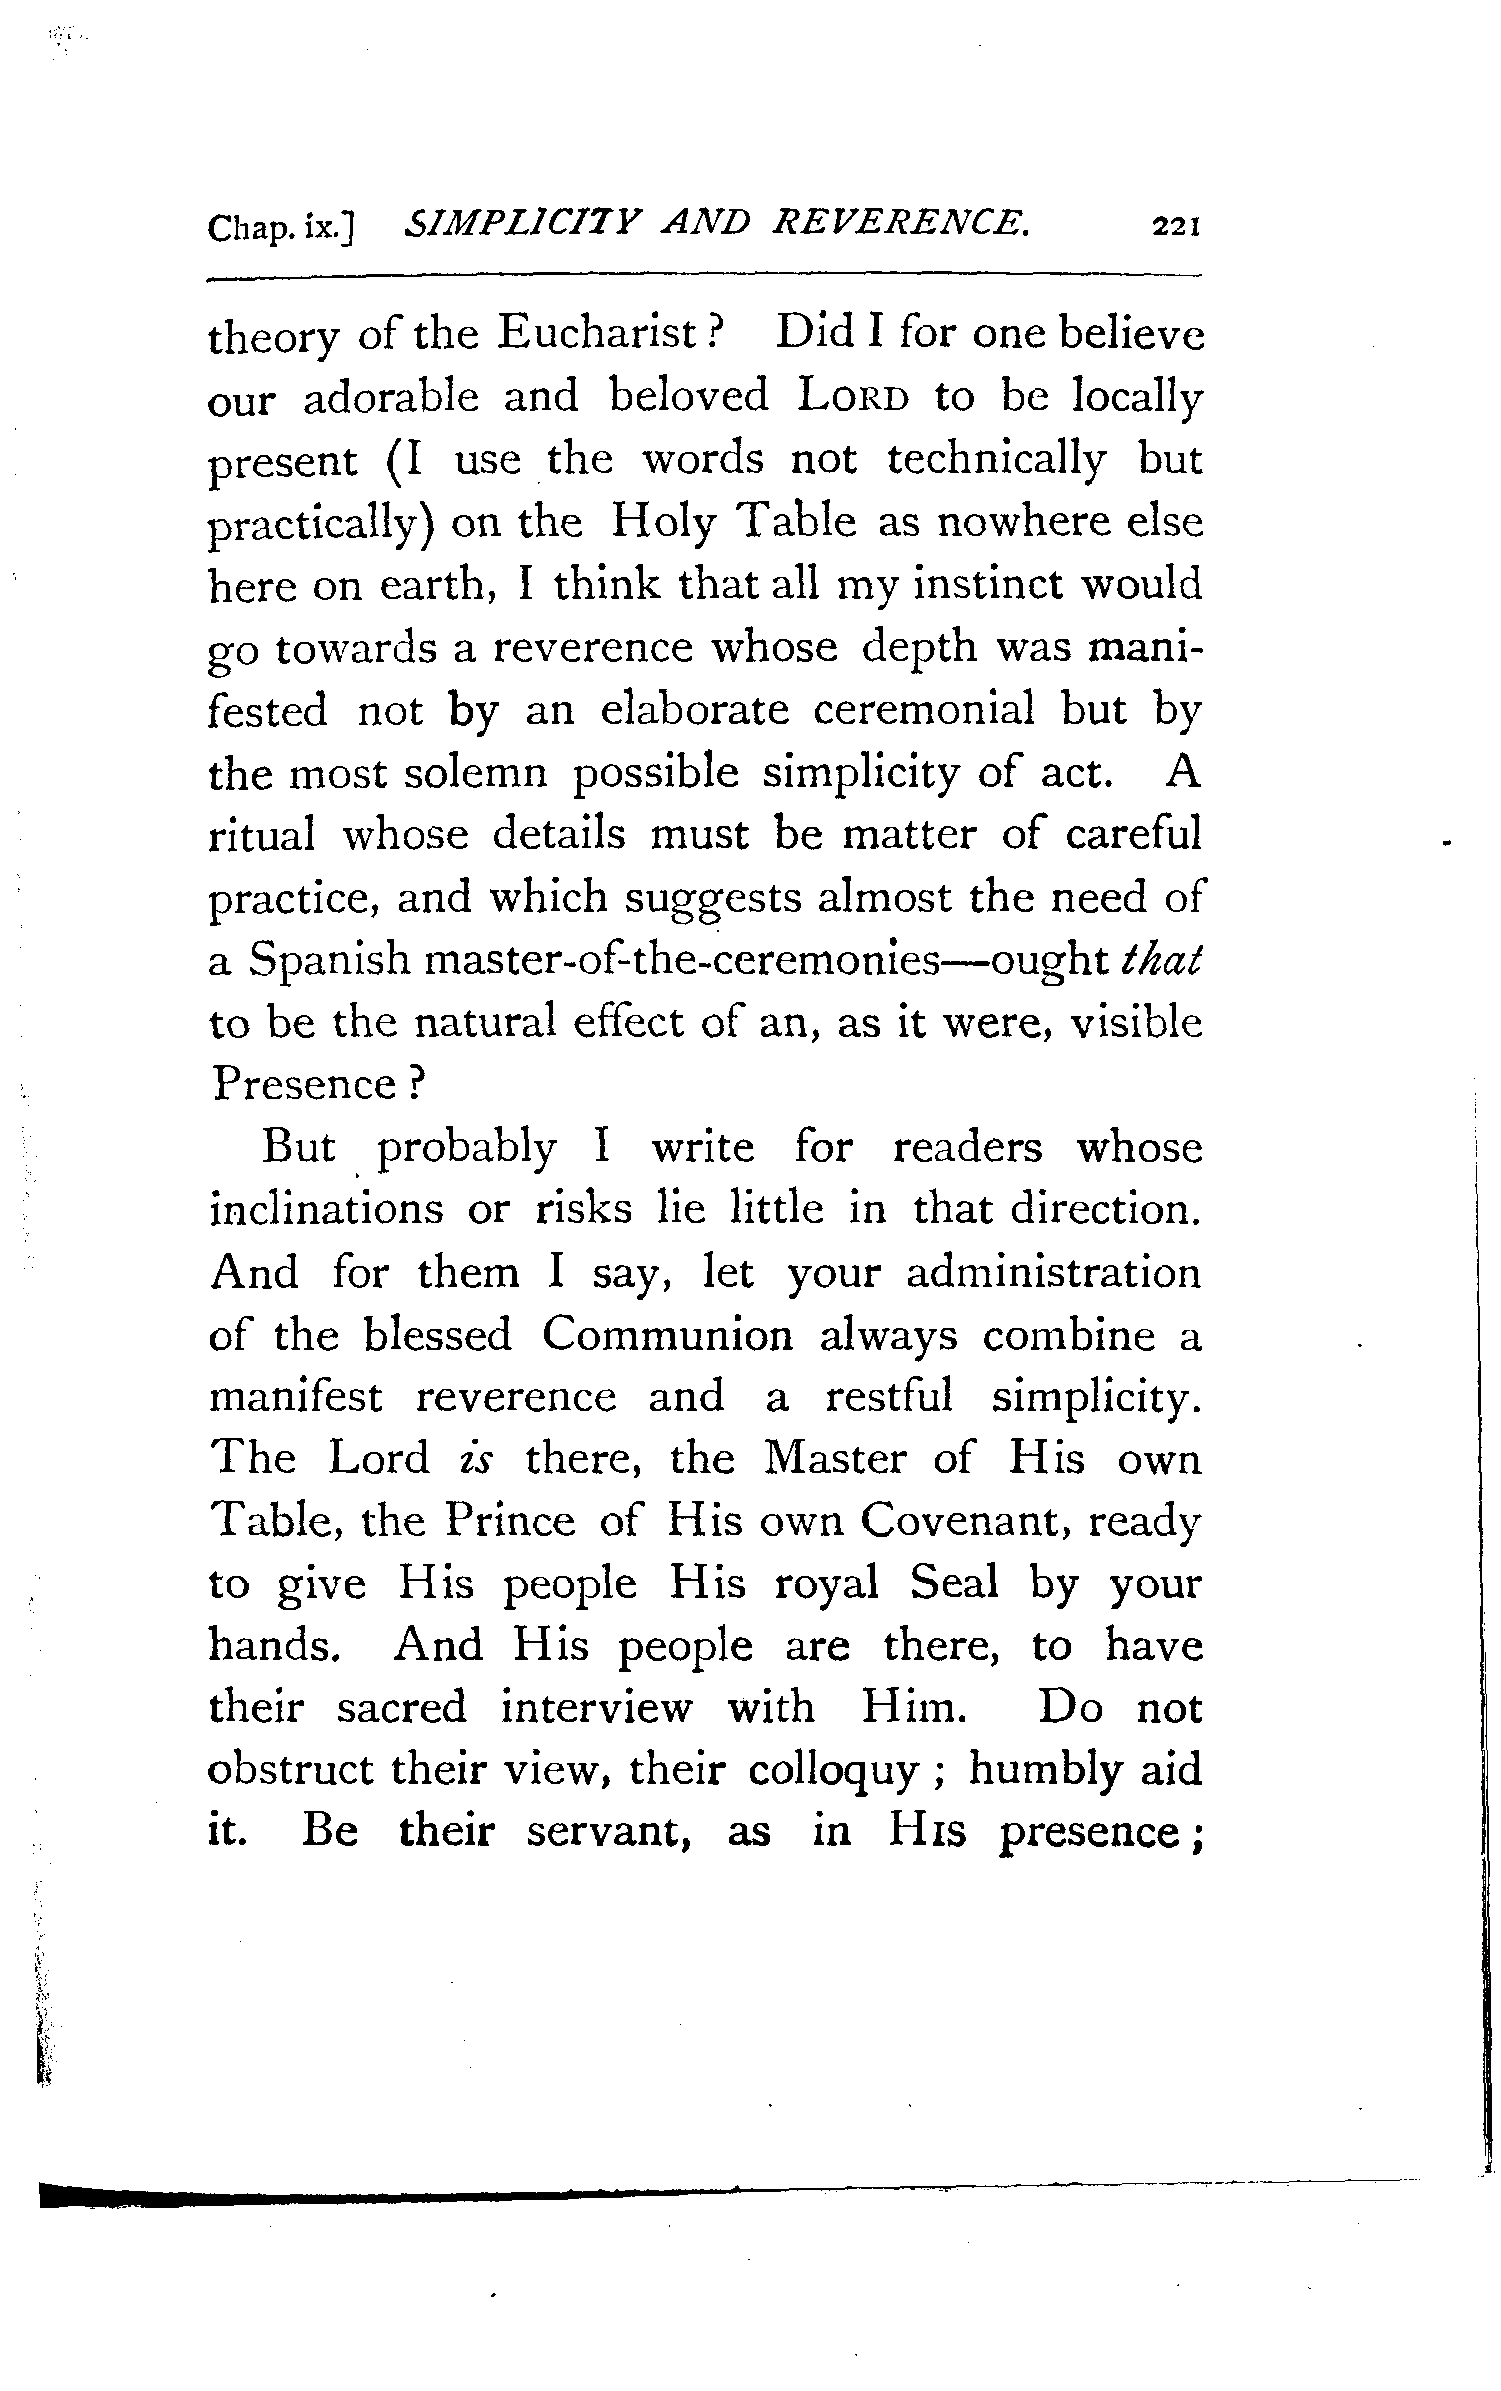 Chap. ix.] SIMPLICITY AND REVERENCE. 221
theory of the Eucharist ? Did I for one believe
our adorable and beloved LORD to be locally
present (I use the words not technically but
practically) on the Holy Table as nowhere else
here on earth, I think that all my instinct would
go towards a reverence whose depth was mani-
fested not by an elaborate ceremonial but by
the most solemn possible simplicity of act. A
ritual whose details must be matter of careful
practice, and which suggests almost the need of
a Spanish master-of-the-ceremonies—ought that
to be the natural effect of an, as it were, visible
Presence ?
But probably I write for readers whose
inclinations or risks lie little in that direction.
And for them I say, let your administration
of the blessed Communion always combine a
manifest reverence and a restful simplicity.
The Lord is there, the Master of His own
Table, the Prince of His own Covenant, ready
to give His people His royal Seal by your
hands. And His people are there, to have
their sacred interview with Him. Do not
obstruct their view, their colloquy ; humbly aid
it. Be their servant, as in HIS presence ;